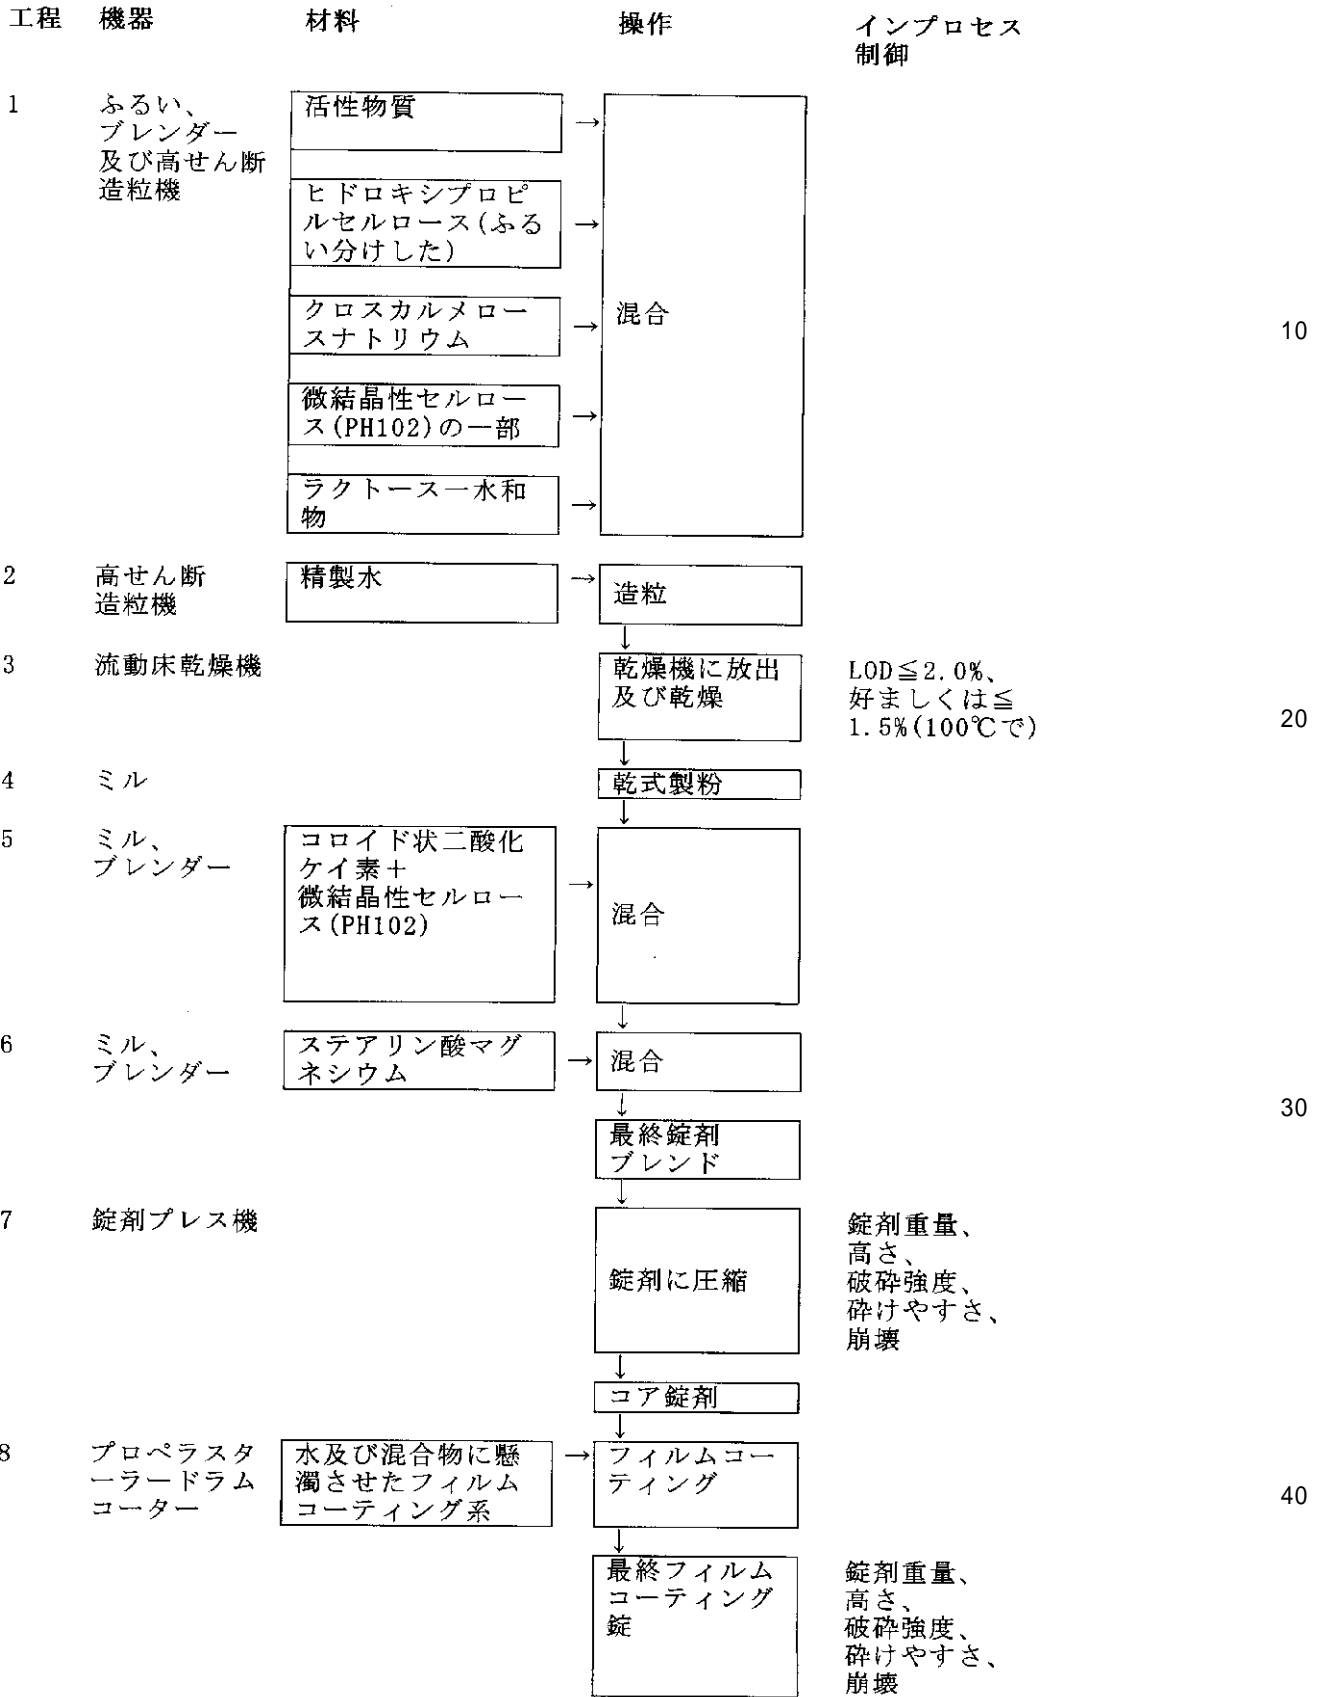 工程 機器 材料 操作 インプロセス
制御
1 ふるい、
ブレンダー
及び高せん断
造粒機
活性物質
→
ヒドロキシプロピ
ルセルロース(ふる
い分けした)
→
クロスカルメロー
スナトリウム
→
微結晶性セルロー
ス(PH102)の一部
→
ラクトース一水和
物
→
混合
10
2 高せん断
造粒機
精製水
→
造粒
↓
3 流動床乾燥機
乾燥機に放出
及び乾燥
LOD≦2.0%、
好ましくは≦
1.5%(100℃で)
20
↓
4 ミル
乾式製粉
↓
5 ミル、
ブレンダー
コロイド状二酸化
ケイ素+
微結晶性セルロー
ス(PH102)
→
混合
↓
6 ミル、
ブレンダー
ステアリン酸マグ
ネシウム
→
混合
30
↓
最終錠剤
ブレンド
↓
7 錠剤プレス機
錠剤に圧縮
錠剤重量、
高さ、
破砕強度、
砕けやすさ、
崩壊
↓
コア錠剤
↓
8 プロペラスタ
ーラードラム
コーター
水及び混合物に懸
濁させたフィルム
コーティング系
→
フィルムコー
ティング
40
↓
最終フィルム
コーティング
錠
錠剤重量、
高さ、
破砕強度、
砕けやすさ、
崩壊